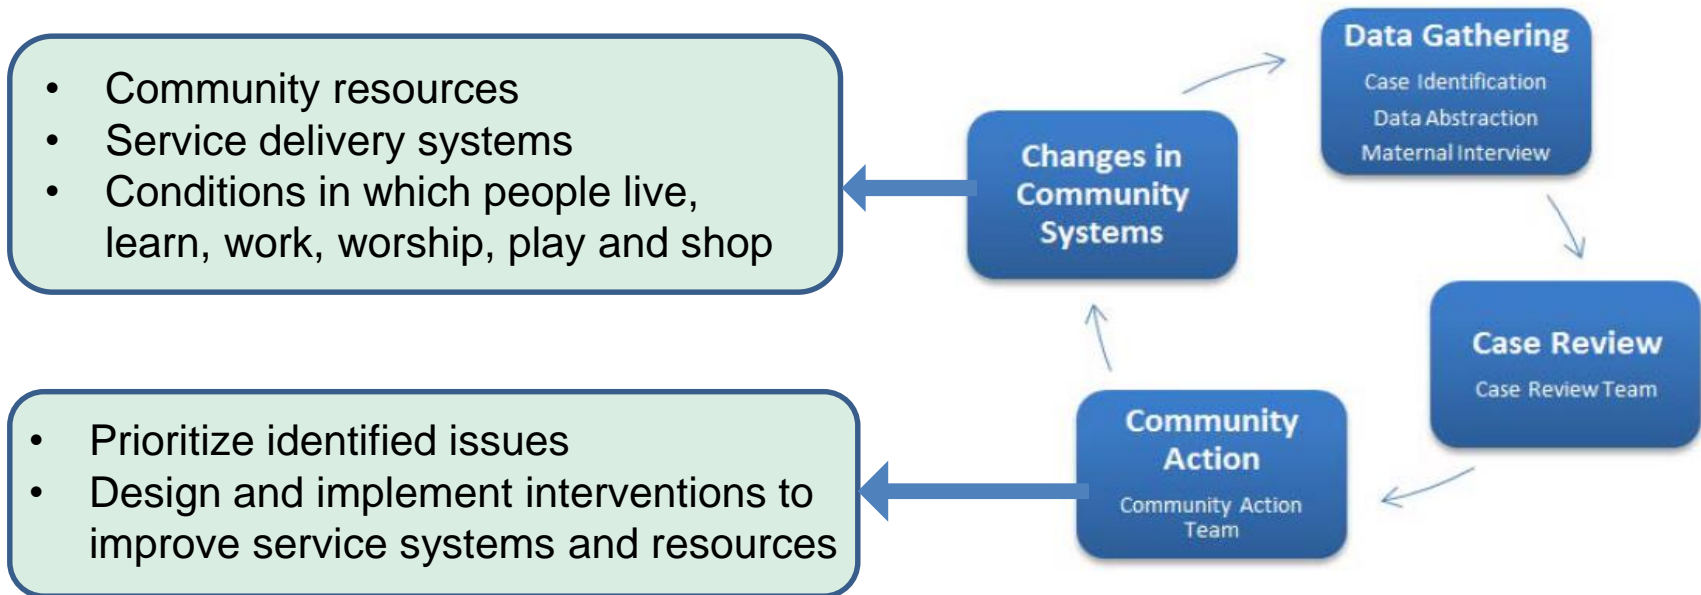 • Community resources
• Service delivery systems
• Conditions in which people live,
learn, work, worship, play and shop
• Prioritize identified issues
• Design and implement interventions to
improve service systems and resources
Data Gathering
Case Identification
Data Abstraction
Maternal Interview
Case Review
Case Review Team
Community
Action
Community Action
Team
Changes in
Community
Systems